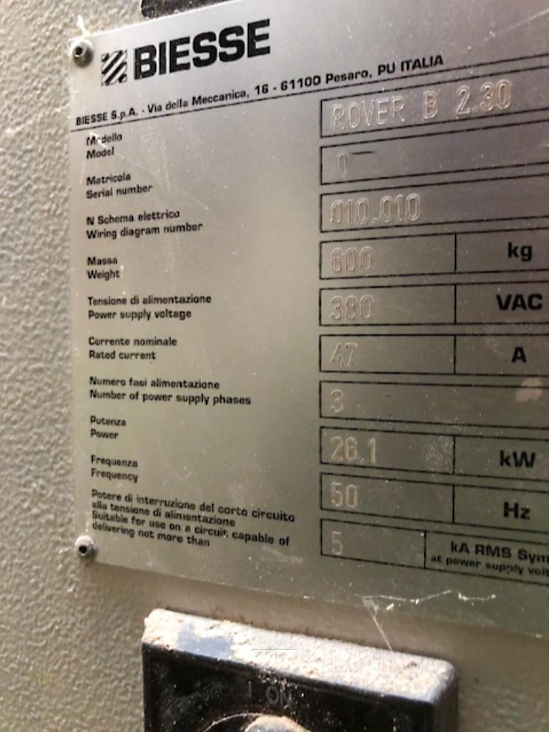 BIESSE
BIESSE S.p.A. - Via della Meccanica, 16 - 61100 Pesaro, PU ITALIA
Modello
Model
ROVER B 2.30
Matricola
Serial number
0
N Schema elettrico
Wiring diagram number
010.010
Massa
Weight
600 kg
Tensione di alimentazione
Power supply voltage
380 VAC
Corrente nominale
Rated current
47 A
Numero fasi alimentazione
Number of power supply phases
3
Potenza
Power
26.1 kW
Frequenza
Frequency
50 Hz
Potere di interruzione del corto circuito
alla tensione di alimentazione
Suitable for use on a circuit capable of
delivering not more than
5
kA RMS Sym
at power supply volt
I ON